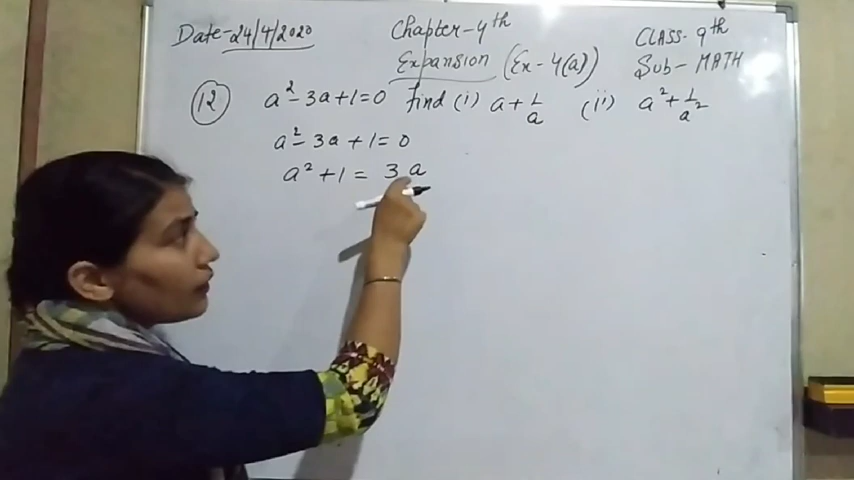 Date-24/4/2020 Chapter-4th CLASS-9th
Expansion (Ex-4(a)) Sub-MATH
(12) a²-3a+1=0 find (i) a+1/a (ii) a²+1/a²
a²-3a+1=0
a²+1=3a